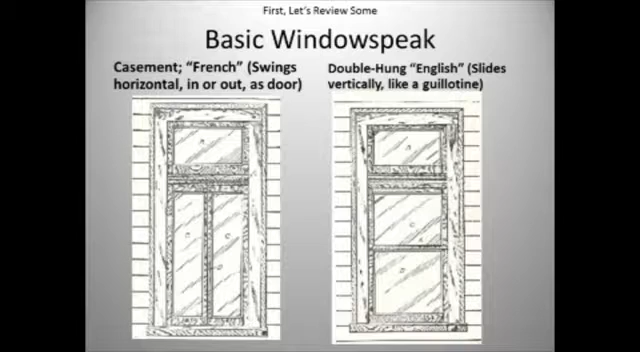 First, Let's Review Some
Basic Windowspeak
Casement; "French" (Swings
horizontal, in or out, as door)
Double-Hung "English" (Slides
vertically, like a guillotine)